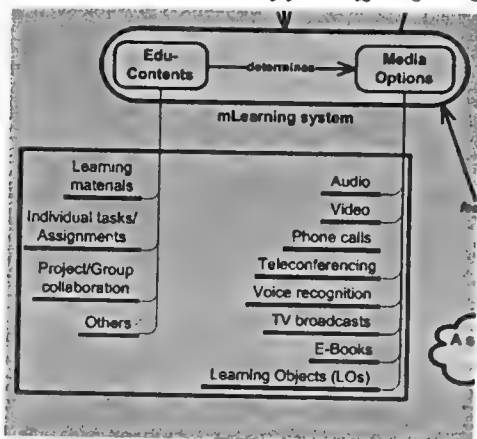 Edu-
Contents
determines
Media
Options
mLearning system
Learning
materials
Individual tasks/
Assignments
Project/Group
collaboration
Others
Audio
Video
Phone calls
Teleconferencing
Voice recognition
TV broadcasts
E-Books
Learning Objects (LOs)
A s